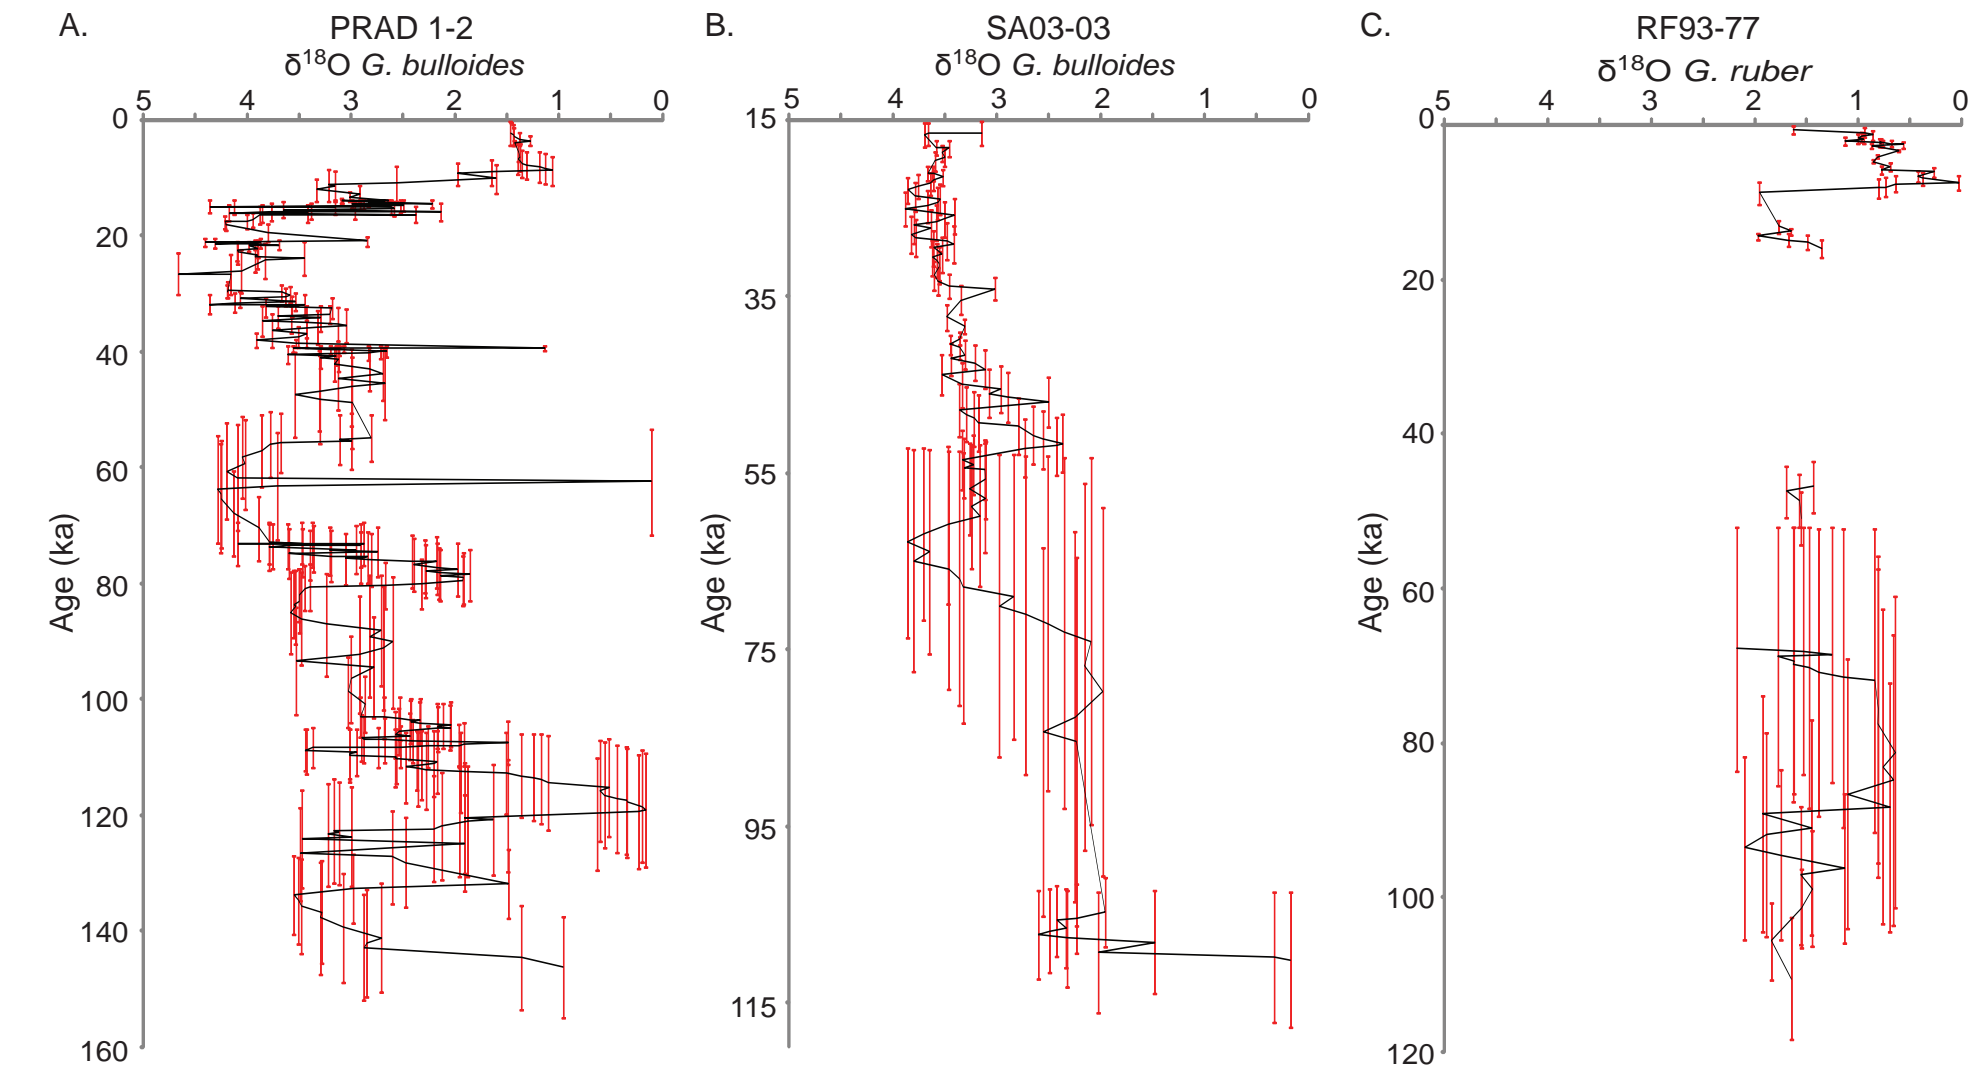 A.
PRAD 1-2
δ¹⁸O G. bulloides
5 4 3 2 1 0
0
20
40
60
80
100
120
140
160
Age (ka)
B.
SA03-03
δ¹⁸O G. bulloides
5 4 3 2 1 0
15
35
55
75
95
115
Age (ka)
C.
RF93-77
δ¹⁸O G. ruber
5 4 3 2 1 0
0
20
40
60
80
100
120
Age (ka)